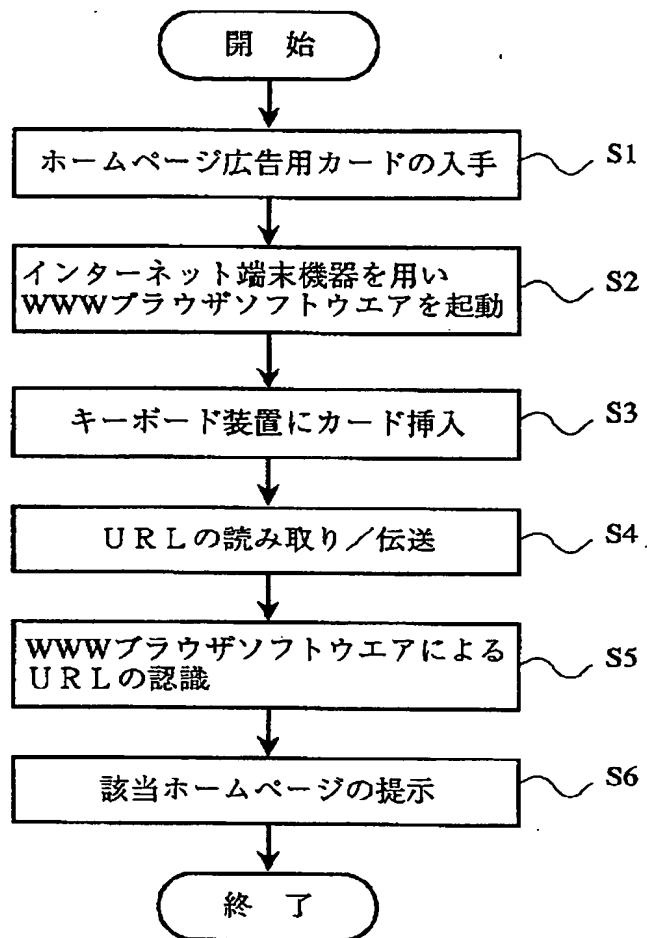 開 始
ホームページ広告用カードの入手
S1
インターネット端末機器を用い
WWWブラウザソフトウエアを起動
S2
キーボード装置にカード挿入
S3
ＵＲＬの読み取り／伝送
S4
WWWブラウザソフトウエアによる
ＵＲＬの認識
S5
該当ホームページの提示
S6
終 了